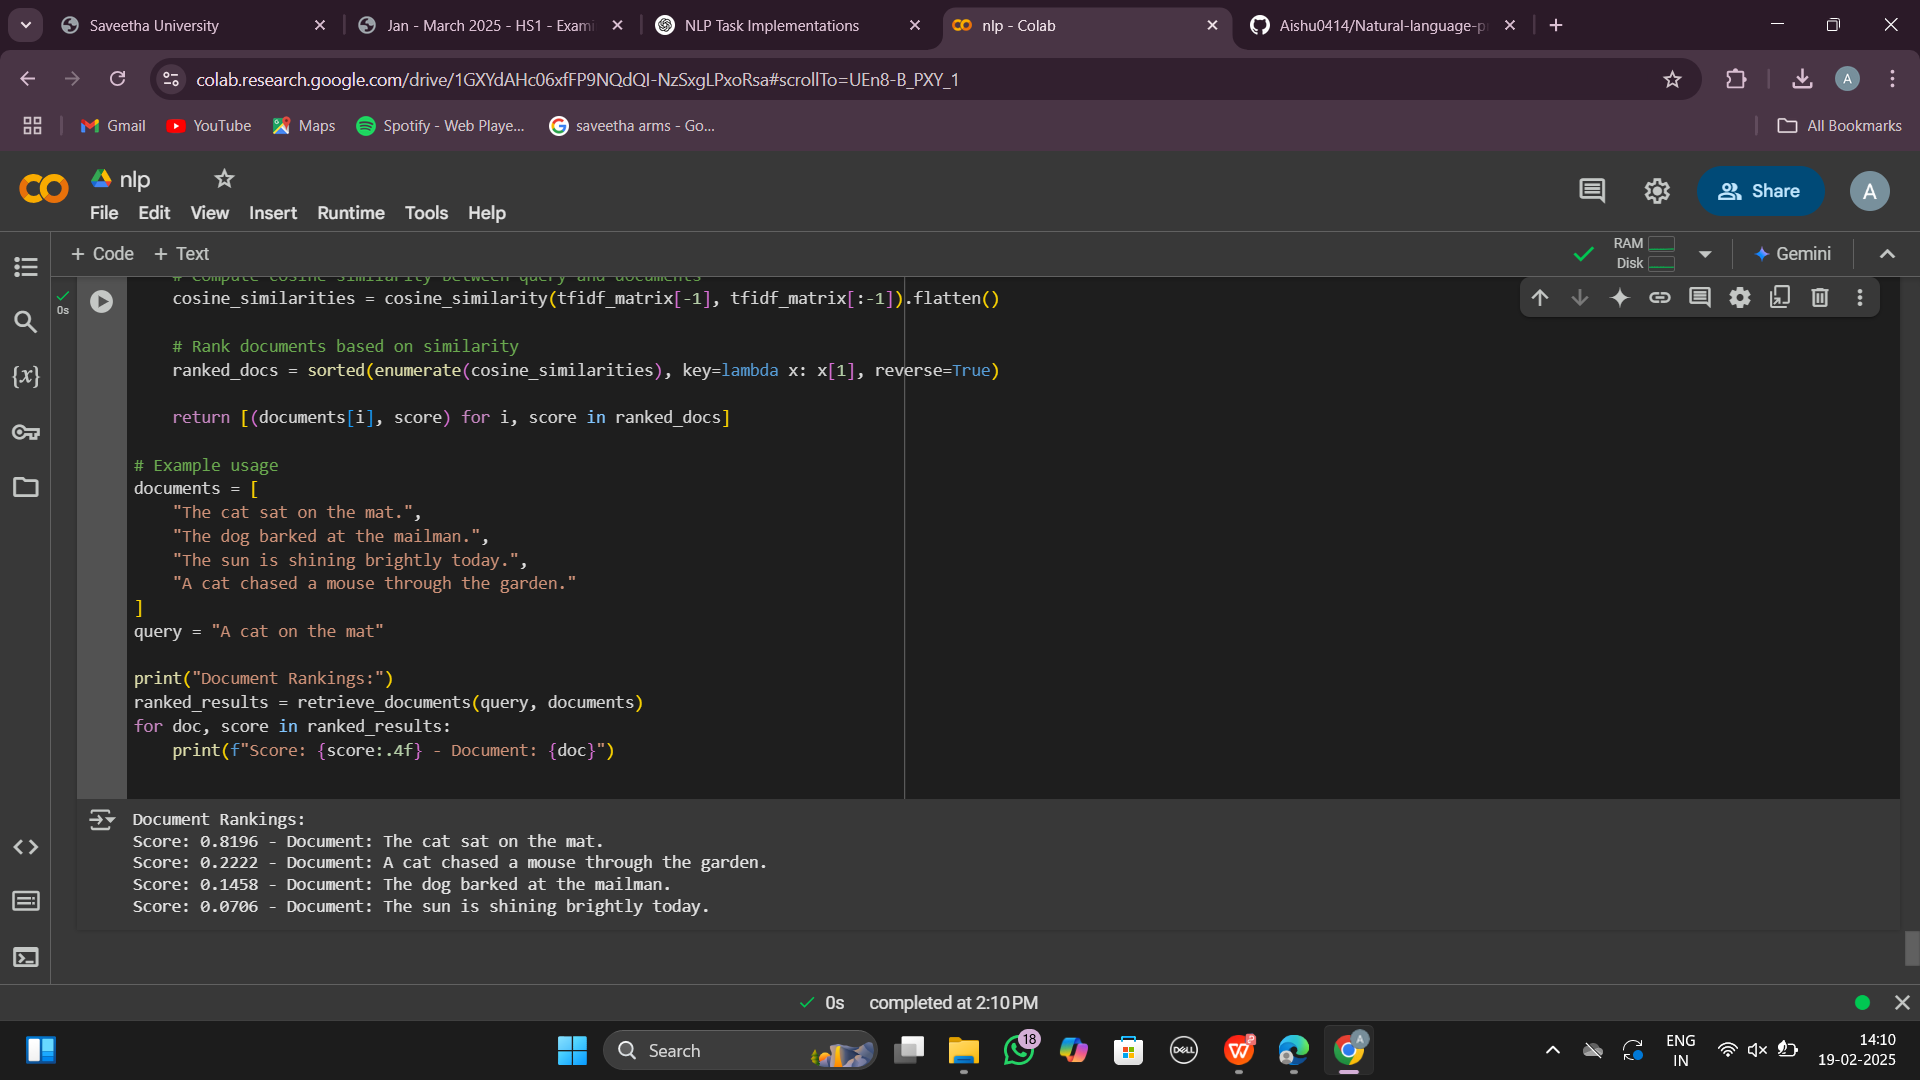 Saveetha University
Jan - March 2025 - HS1 - Exami
NLP Task Implementations
nlp - Colab
Aishu0414/Natural-language-p
colab.research.google.com/drive/1GXYdAHc06xfFP9NQdQI-NzSxgLPxoRsa#scrollTo=UEn8-B_PXY_1
A
Gmail
YouTube
Maps
Spotify - Web Playe...
saveetha arms - Go...
All Bookmarks
nlp
File Edit View Insert Runtime Tools Help
Share
A
+ Code + Text
RAM
Disk
Gemini
0s
# Compute cosine similarity between query and documents
cosine_similarities = cosine_similarity(tfidf_matrix[-1], tfidf_matrix[:-1]).flatten()
# Rank documents based on similarity
ranked_docs = sorted(enumerate(cosine_similarities), key=lambda x: x[1], reverse=True)
return [(documents[i], score) for i, score in ranked_docs]
# Example usage
documents = [
"The cat sat on the mat.",
"The dog barked at the mailman.",
"The sun is shining brightly today.",
"A cat chased a mouse through the garden."
]
query = "A cat on the mat"
print("Document Rankings:")
ranked_results = retrieve_documents(query, documents)
for doc, score in ranked_results:
print(f"Score: {score:.4f} - Document: {doc}")
Document Rankings:
Score: 0.8196 - Document: The cat sat on the mat.
Score: 0.2222 - Document: A cat chased a mouse through the garden.
Score: 0.1458 - Document: The dog barked at the mailman.
Score: 0.0706 - Document: The sun is shining brightly today.
0s completed at 2:10 PM
Search
18
DELL
A
ENG
IN
14:10
19-02-2025